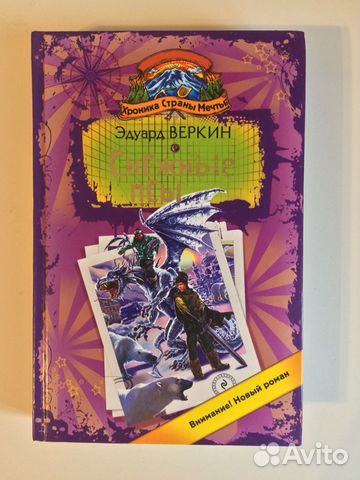 Хроника Страны Мечты
Эдуард ВЕРКИН
Снежные
псы
Внимание! Новый роман
Avito